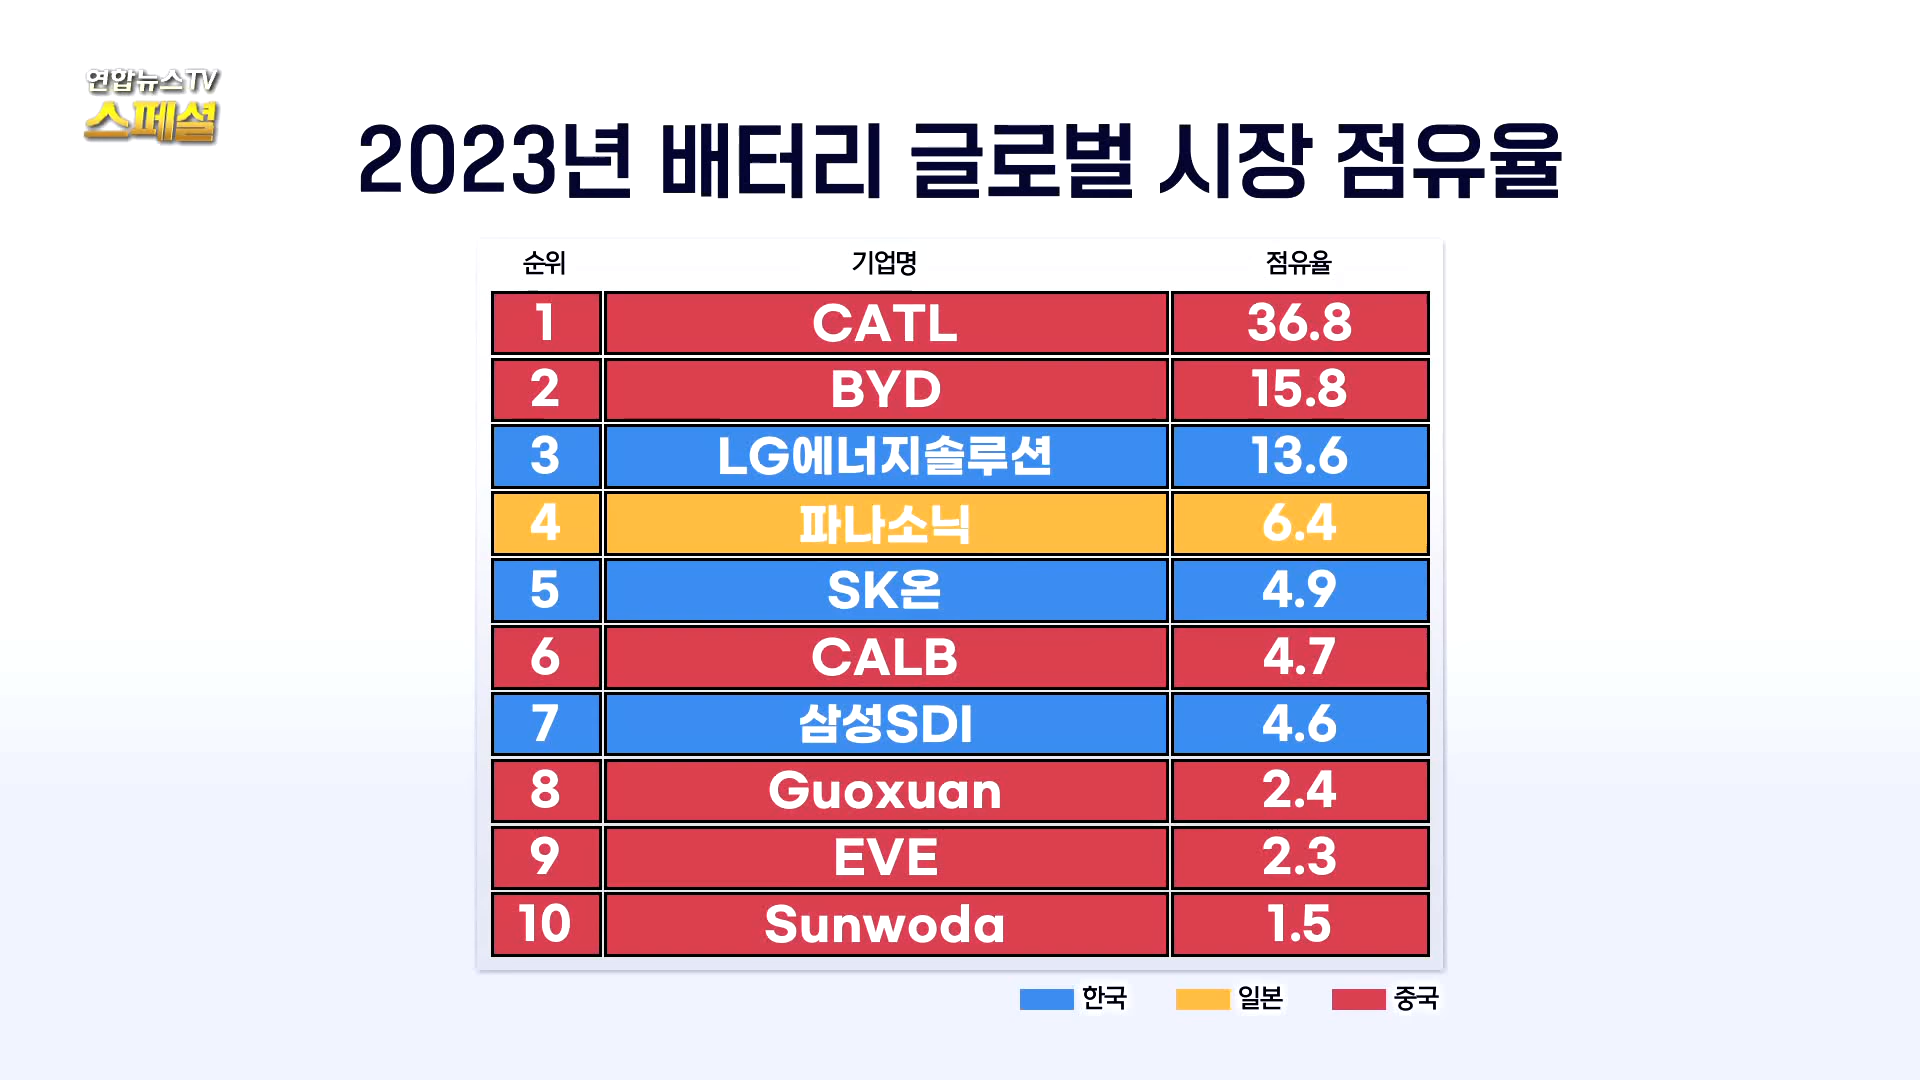 연합뉴스TV
스페셜
2023년 배터리 글로벌 시장 점유율
순위 기업명 점유율
1 CATL 36.8
2 BYD 15.8
3 LG에너지솔루션 13.6
4 파나소닉 6.4
5 SK온 4.9
6 CALB 4.7
7 삼성SDI 4.6
8 Guoxuan 2.4
9 EVE 2.3
10 Sunwoda 1.5
한국 일본 중국